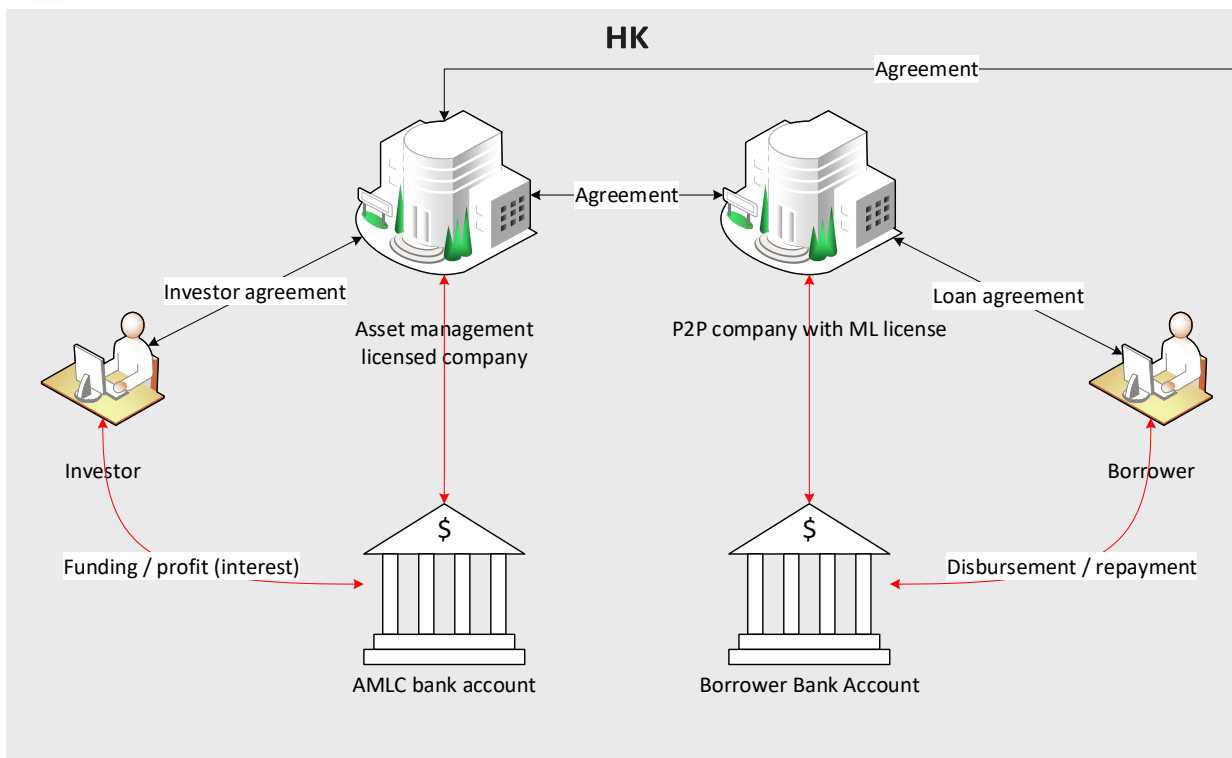 HK
Agreement
Agreement
Investor agreement
Loan agreement
Asset management
licensed company
P2P company with ML license
Investor
Borrower
$
$
Funding / profit (interest)
Disbursement / repayment
AMLC bank account
Borrower Bank Account